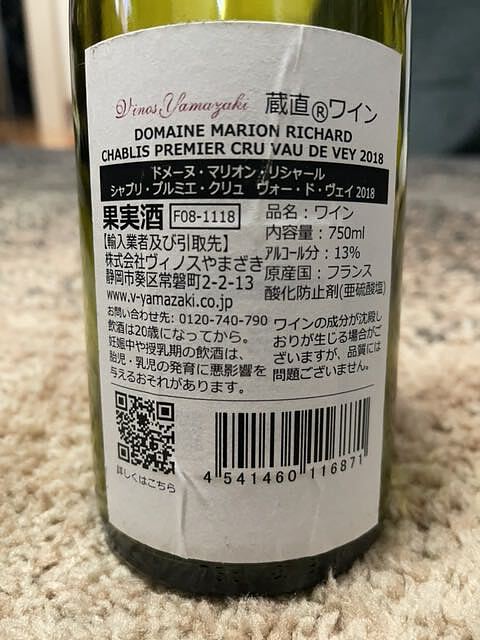 Vinos Yamazaki 蔵直®ワイン
DOMAINE MARION RICHARD
CHABLIS PREMIER CRU VAU DE VEY 2018
ドメーヌ・マリオン・リシャール
シャブリ・プルミエ・クリュ ヴォー・ド・ヴェイ2018
果実酒 F08-1118
【輸入業者及び引取先】
株式会社ヴィノスやまざき
静岡市葵区常磐町2-2-13
www.v-yamazaki.co.jp
お問い合わせ先: 0120-740-790
飲酒は20歳になってから。
妊娠中や授乳期の飲酒は、
胎児・乳児の発育に悪影響を
与えるおそれがあります。
品名：ワイン
内容量：750ml
アルコール分：13%
原産国：フランス
酸化防止剤(亜硫酸塩)
ワインの成分が沈殿し
おりが生じる場合がご
ざいますが、品質には
問題ございません。
詳しくはこちら
4 541460 116871